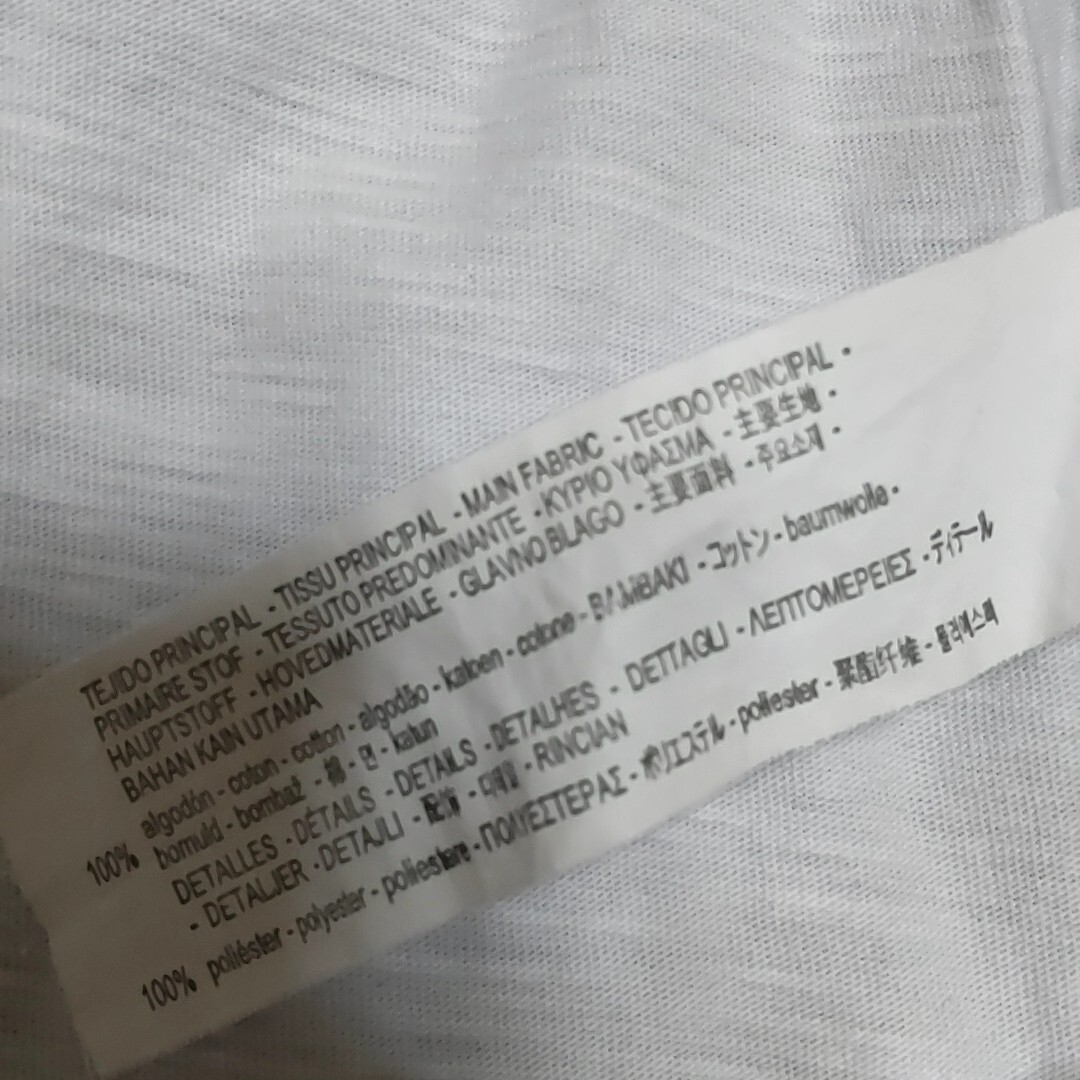 TEJIDO PRINCIPAL - TISSU PRINCIPAL - MAIN FABRIC - TECIDO PRINCIPAL -
PRIMAIRE STOF - TESSUTO PREDOMINANTE - ΚΥΡΙΟ ΥΦΑΣΜΑ - 主要生地 -
HAUPTSTOFF - HOVEDMATERIALE - GLAVNO BLAGO - 主要面料 - 주요소재 -
BAHAN KAIN UTAMA
100% algodón - coton - cotton - algodão - katoen - cotone - ΒΑΜΒΑΚΙ - コットン - baumwolle -
bomuld - bombaž - 棉 - 면 - katun
DETALLES - DÉTAILS - DETAILS - DETALHES - DETTAGLI - ΛΕΠΤΟΜΕΡΕΙΕΣ - ディテール
- DETALJER - DETAJLI - 配饰 - 디테일 - RINCIAN
100% poliéster - polyester - poliestere - ΠΟΛΥΕΣΤΕΡΑΣ - ポリエステル - poliester - 聚酯纤维 - 폴리에스테